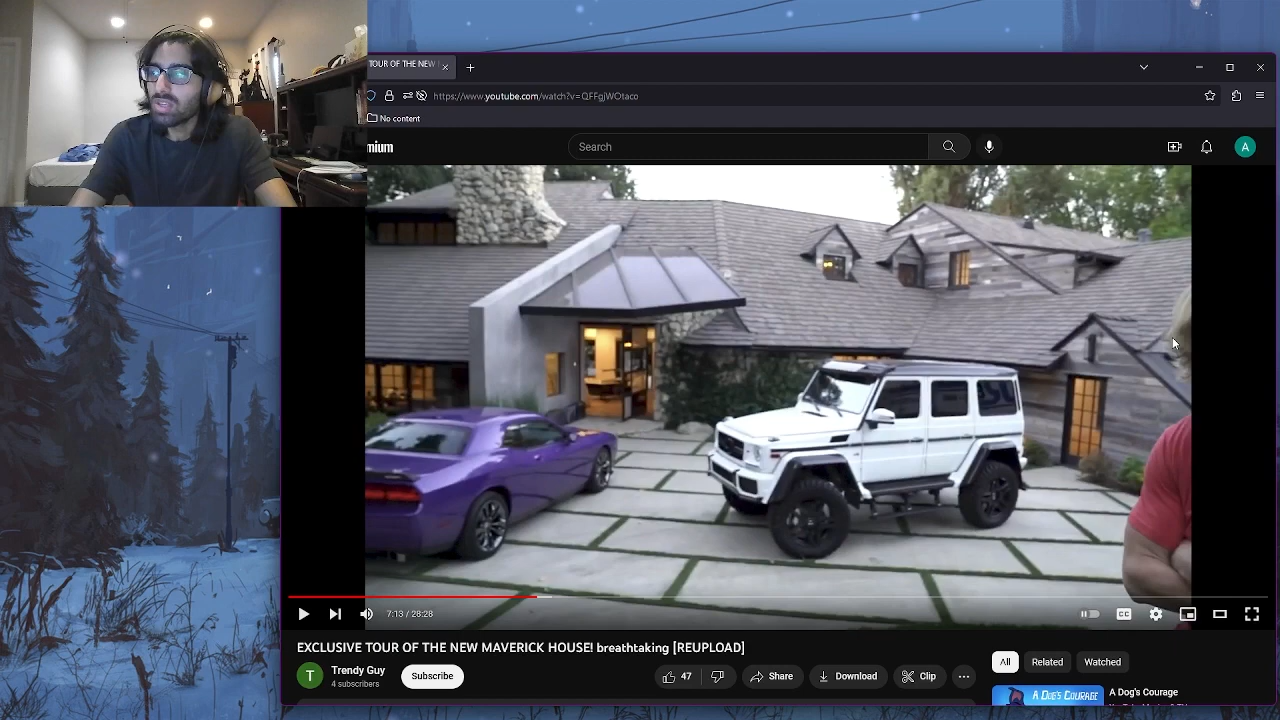 TOUR OF THE NEW
https://www.youtube.com/watch?v=QFFgjWOtaco
No content
mium
Search
A
7:13 / 28:28
CC
EXCLUSIVE TOUR OF THE NEW MAVERICK HOUSE! breathtaking [REUPLOAD]
T
Trendy Guy
4 subscribers
Subscribe
47
Share
Download
Clip
All
Related
Watched
A DOG'S COURAGE
A Dog's Courage